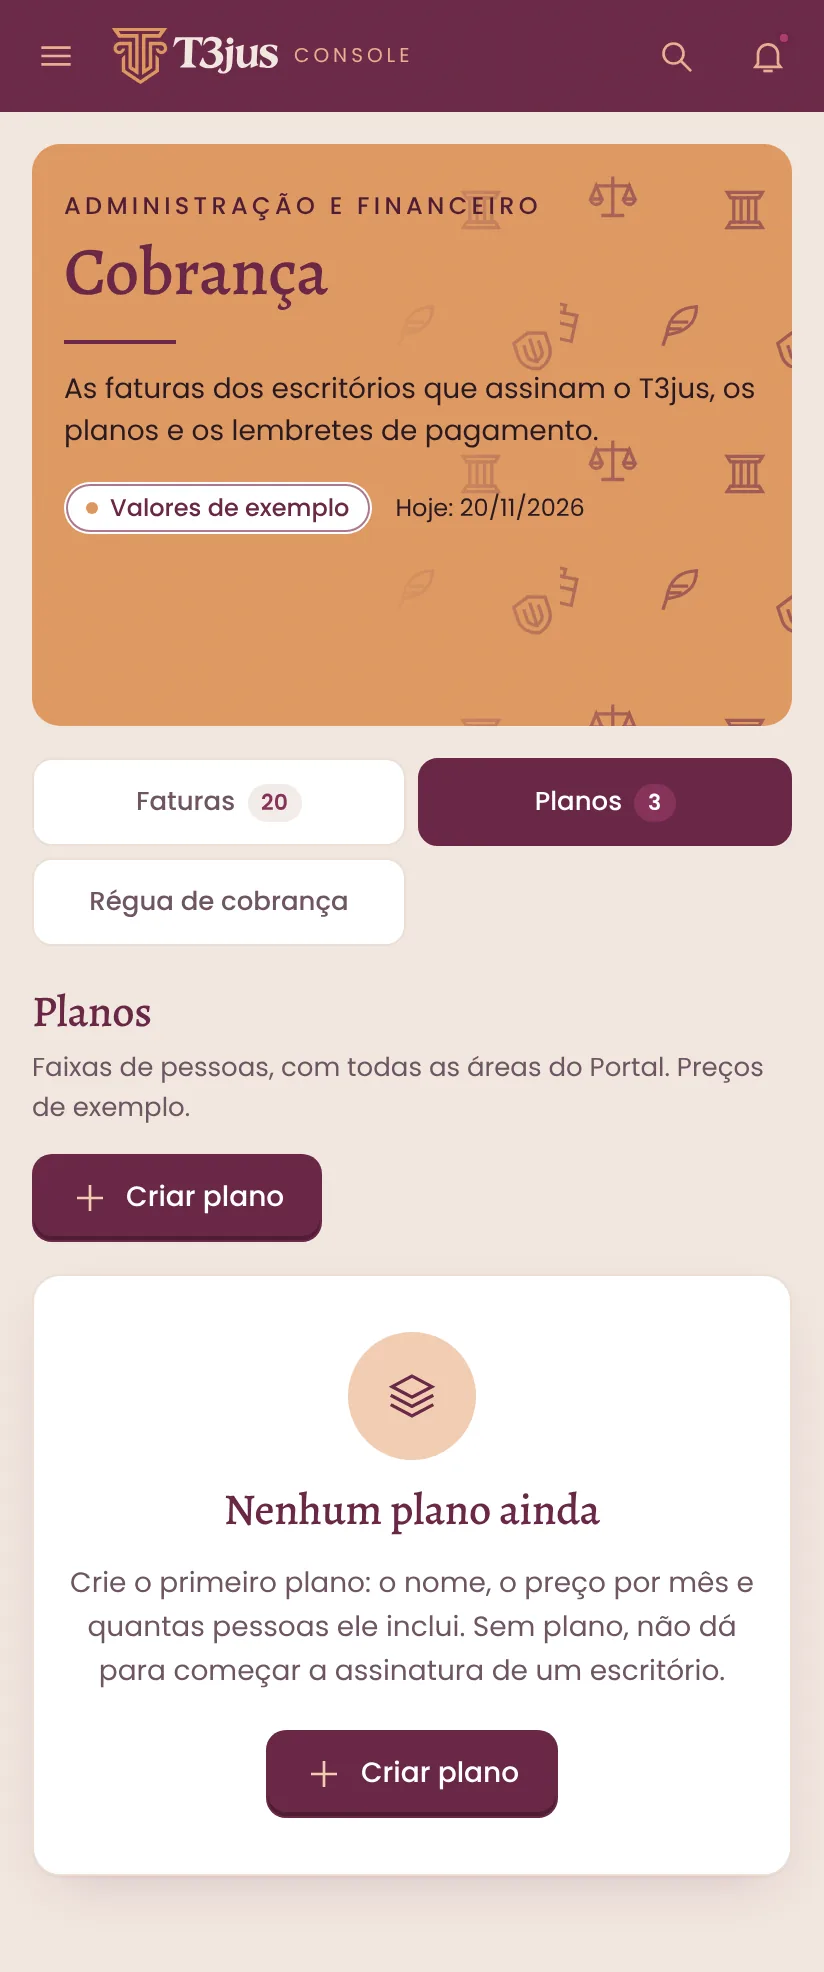 T3jus CONSOLE
ADMINISTRAÇÃO E FINANCEIRO
Cobrança
As faturas dos escritórios que assinam o T3jus, os
planos e os lembretes de pagamento.
Valores de exemplo
Hoje: 20/11/2026
Faturas 20
Planos 3
Régua de cobrança
Planos
Faixas de pessoas, com todas as áreas do Portal. Preços
de exemplo.
Criar plano
Nenhum plano ainda
Crie o primeiro plano: o nome, o preço por mês e
quantas pessoas ele inclui. Sem plano, não dá
para começar a assinatura de um escritório.
Criar plano